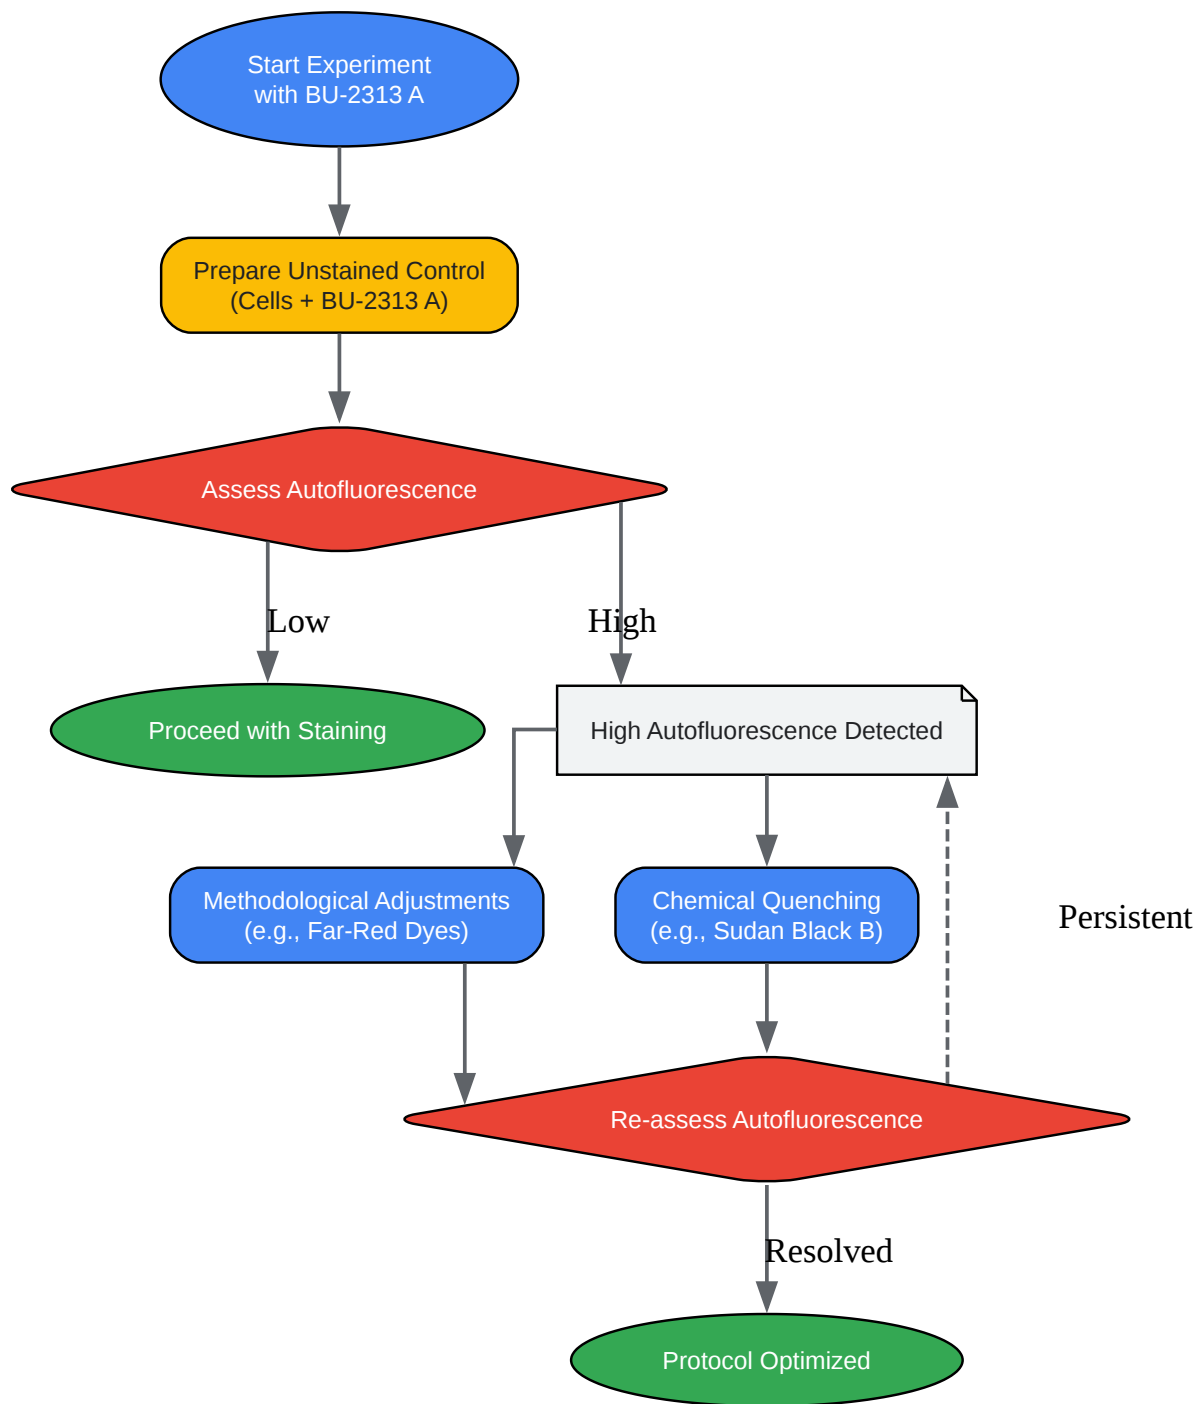 Start Experiment
with BU-2313 A
Prepare Unstained Control
(Cells + BU-2313 A)
Assess Autofluorescence
Low
High
Proceed with Staining
High Autofluorescence Detected
Methodological Adjustments
(e.g., Far-Red Dyes)
Chemical Quenching
(e.g., Sudan Black B)
Persistent
Re-assess Autofluorescence
Resolved
Protocol Optimized